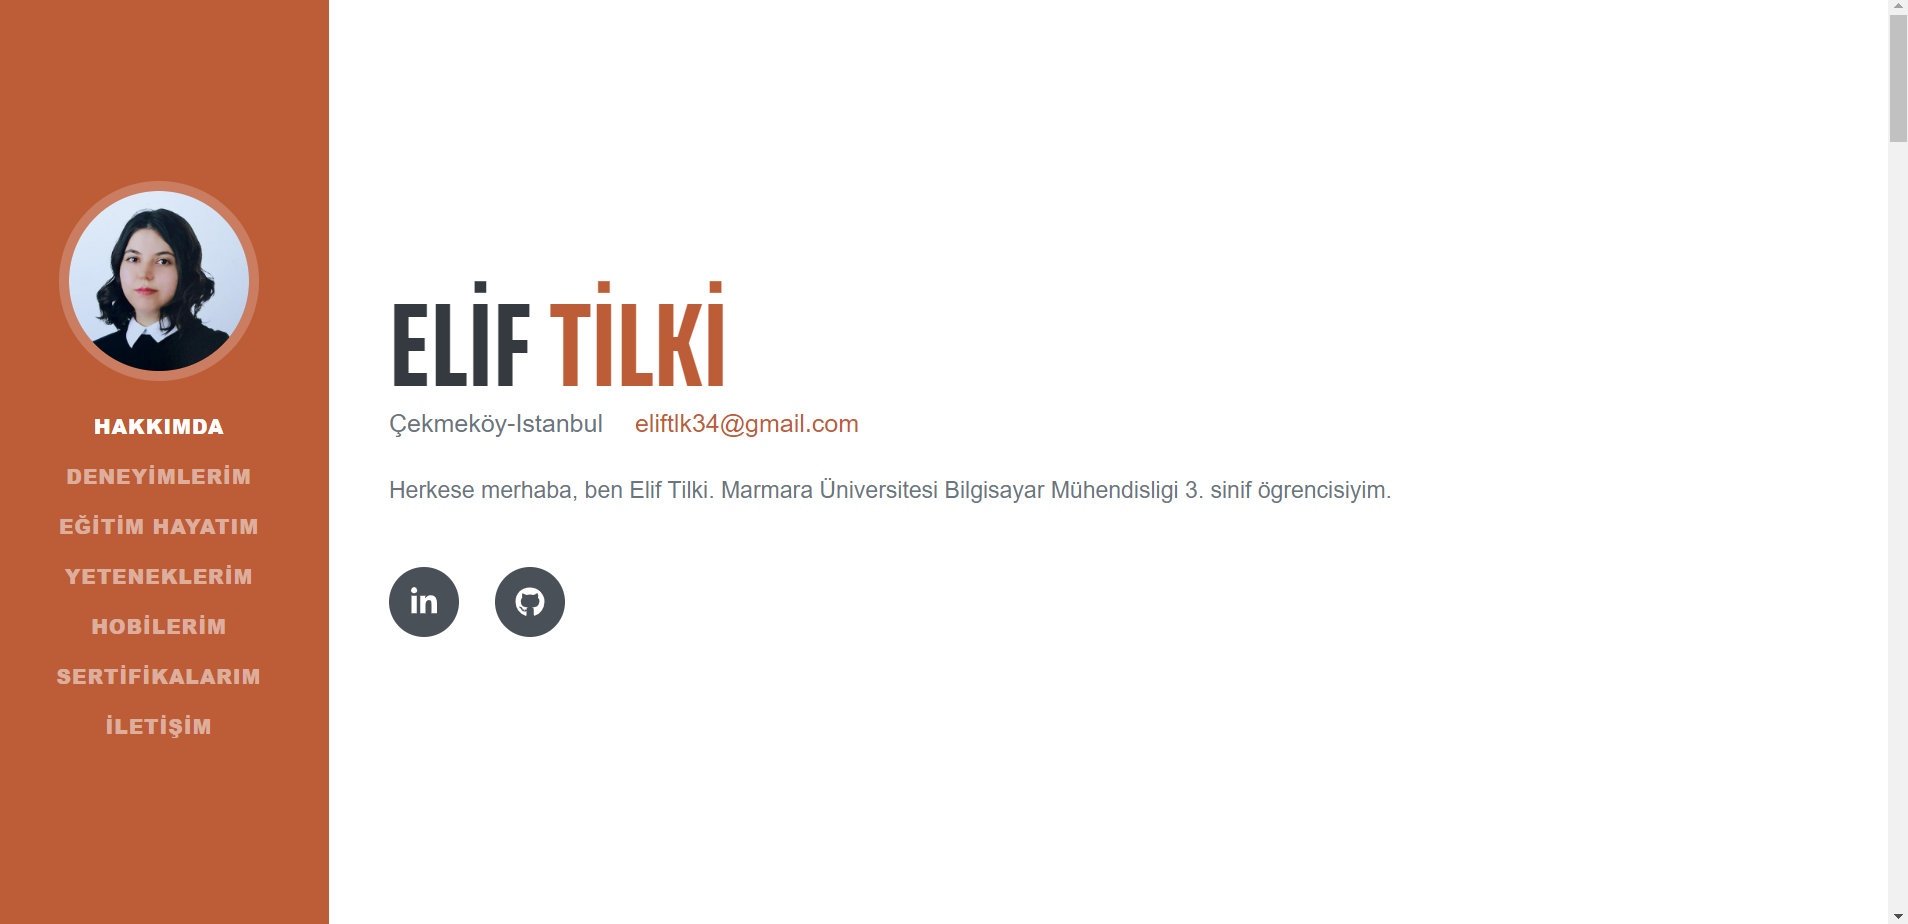 HAKKIMDA
DENEYİMLERİM
EĞİTİM HAYATIM
YETENEKLERİM
HOBİLERİM
SERTİFİKALARIM
İLETİŞİM
ELİF TİLKİ
Çekmeköy-Istanbul eliftlk34@gmail.com
Herkese merhaba, ben Elif Tilki. Marmara Üniversitesi Bilgisayar Mühendisligi 3. sinif ögrencisiyim.
in